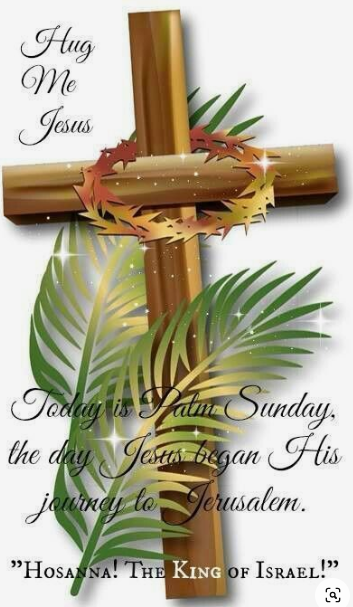 Hug
Me
Jesus
Today is Palm Sunday,
the day Jesus began His
journey to Jerusalem.
"Hosanna! The King of Israel!"